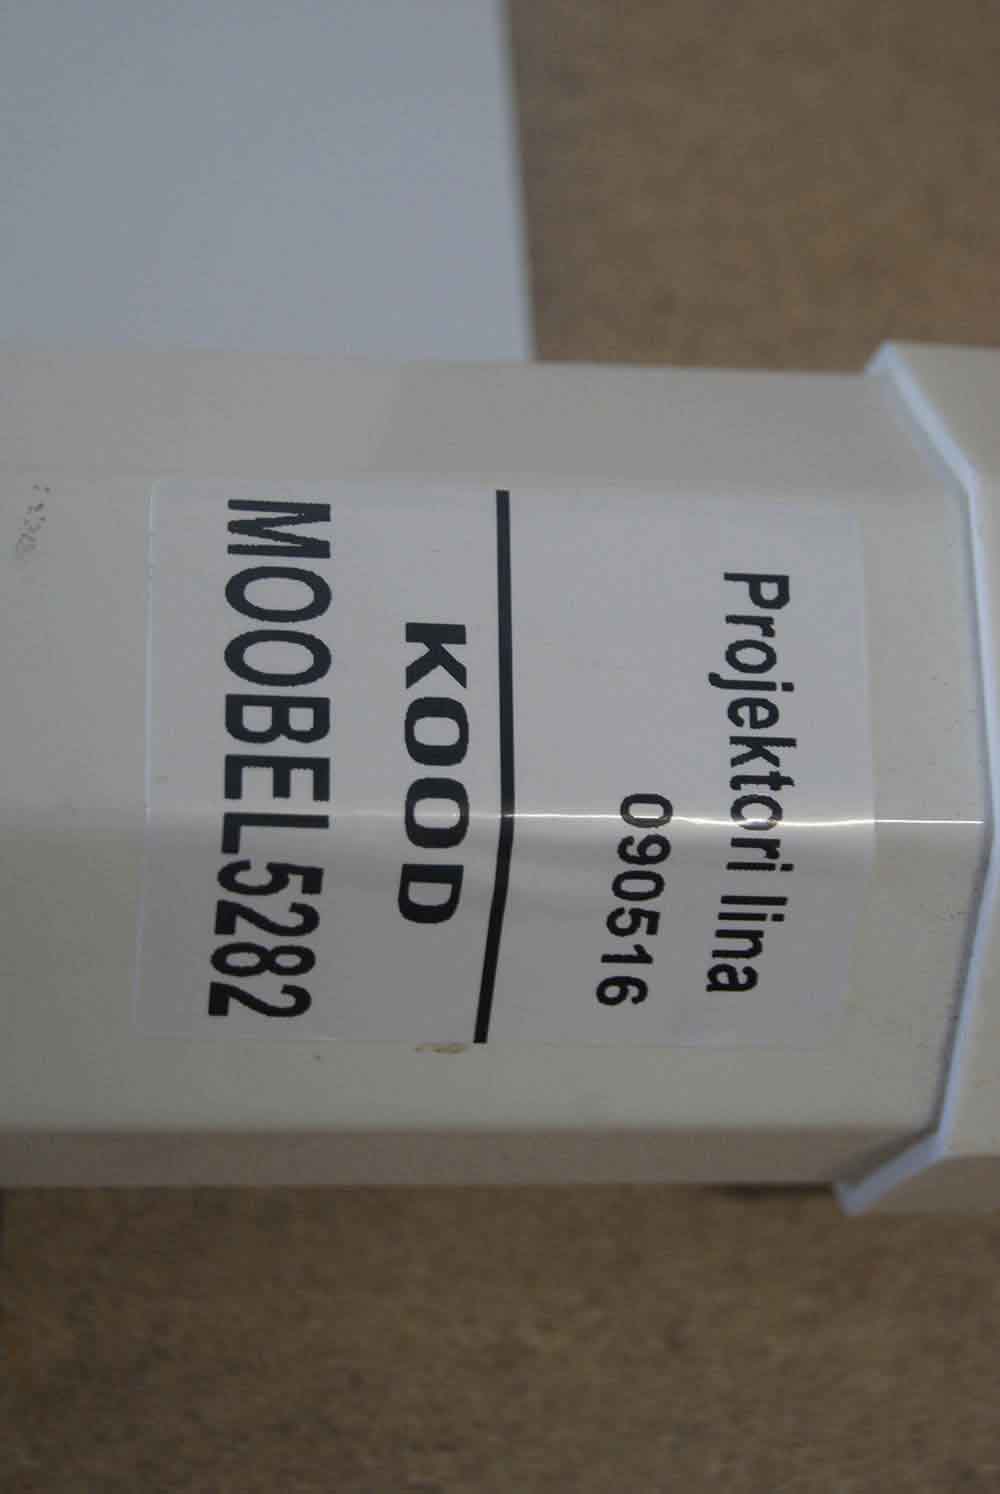 Projektori lina
090516
KOOD
MOOBEL5282